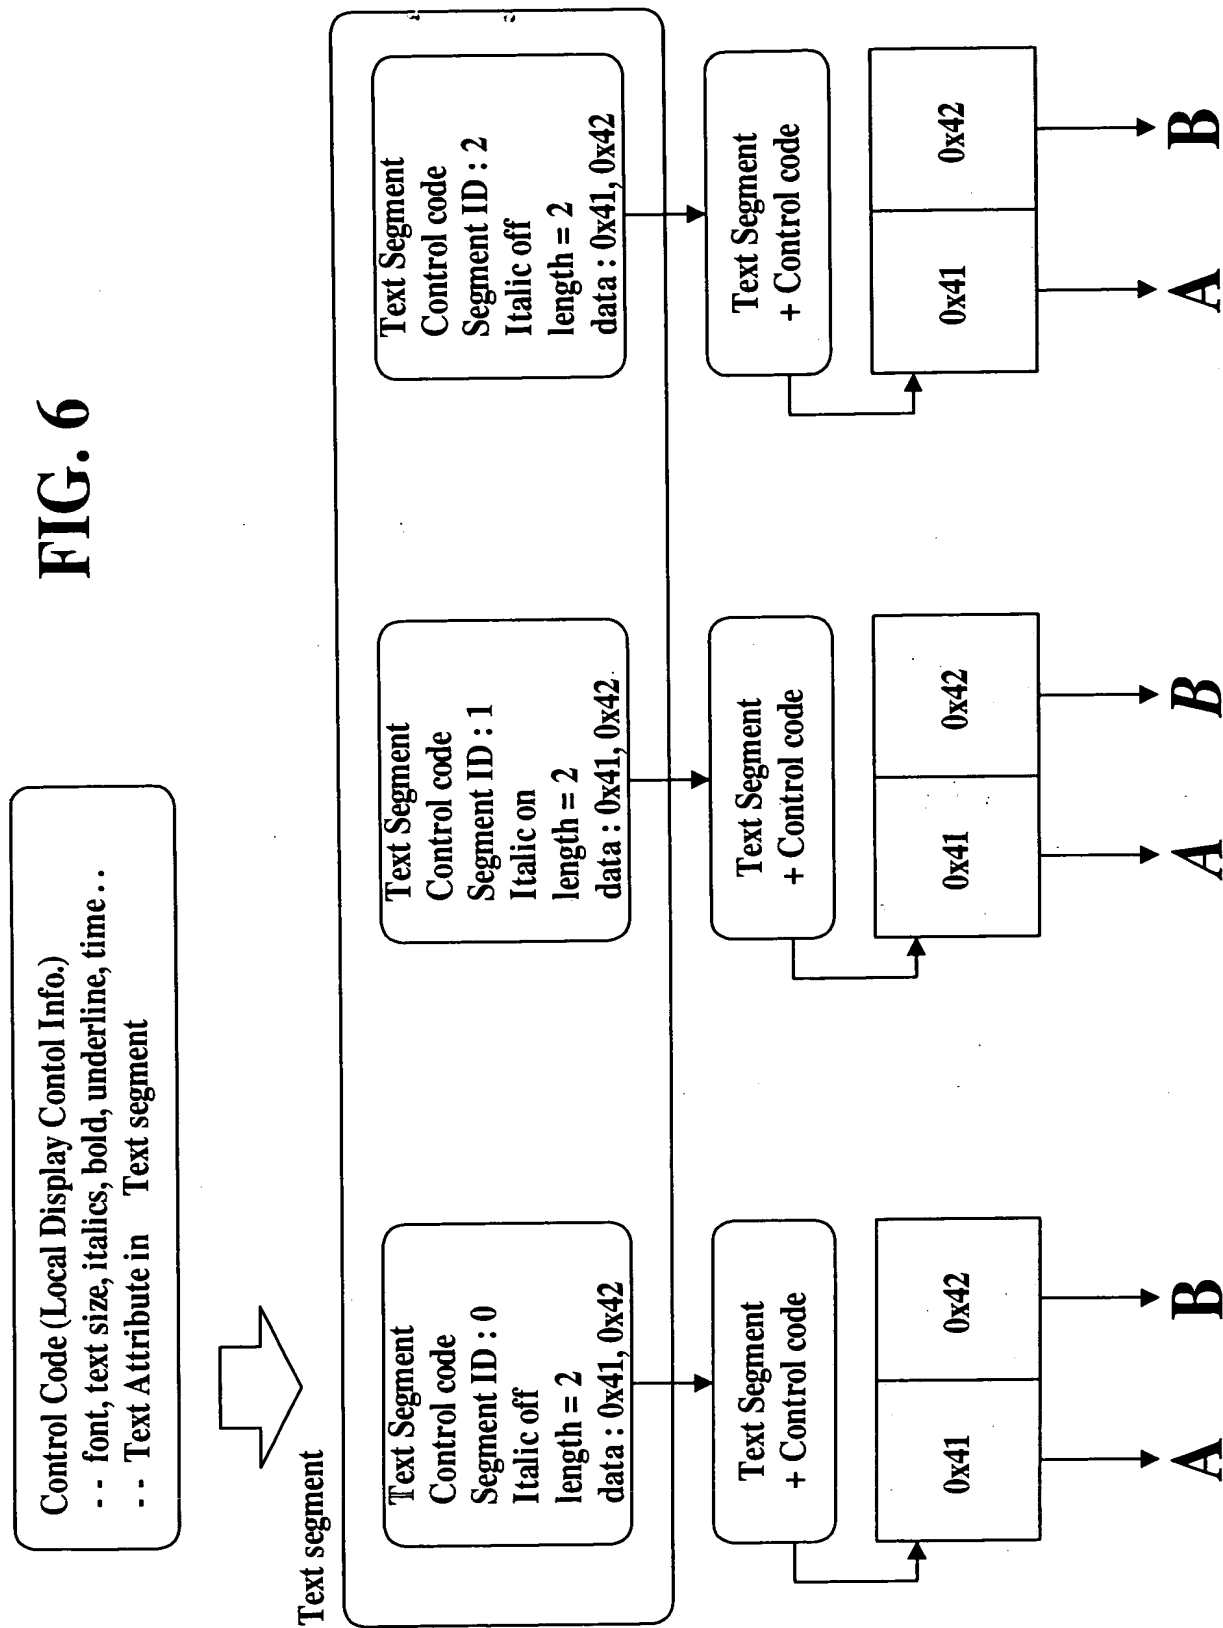 FIG. 6
Control Code (Local Display Contol Info.)
- - font, text size, italics, bold, underline, time...
- - Text Attribute in Text segment
Text segment
Text Segment
Control code
Segment ID : 0
Italic off
length = 2
data : 0x41, 0x42
Text Segment
Control code
Segment ID : 1
Italic on
length = 2
data : 0x41, 0x42
Text Segment
Control code
Segment ID : 2
Italic off
length = 2
data : 0x41, 0x42
Text Segment
+ Control code
Text Segment
+ Control code
Text Segment
+ Control code
0x41 0x42
0x41 0x42
0x41 0x42
A B
A B
A B